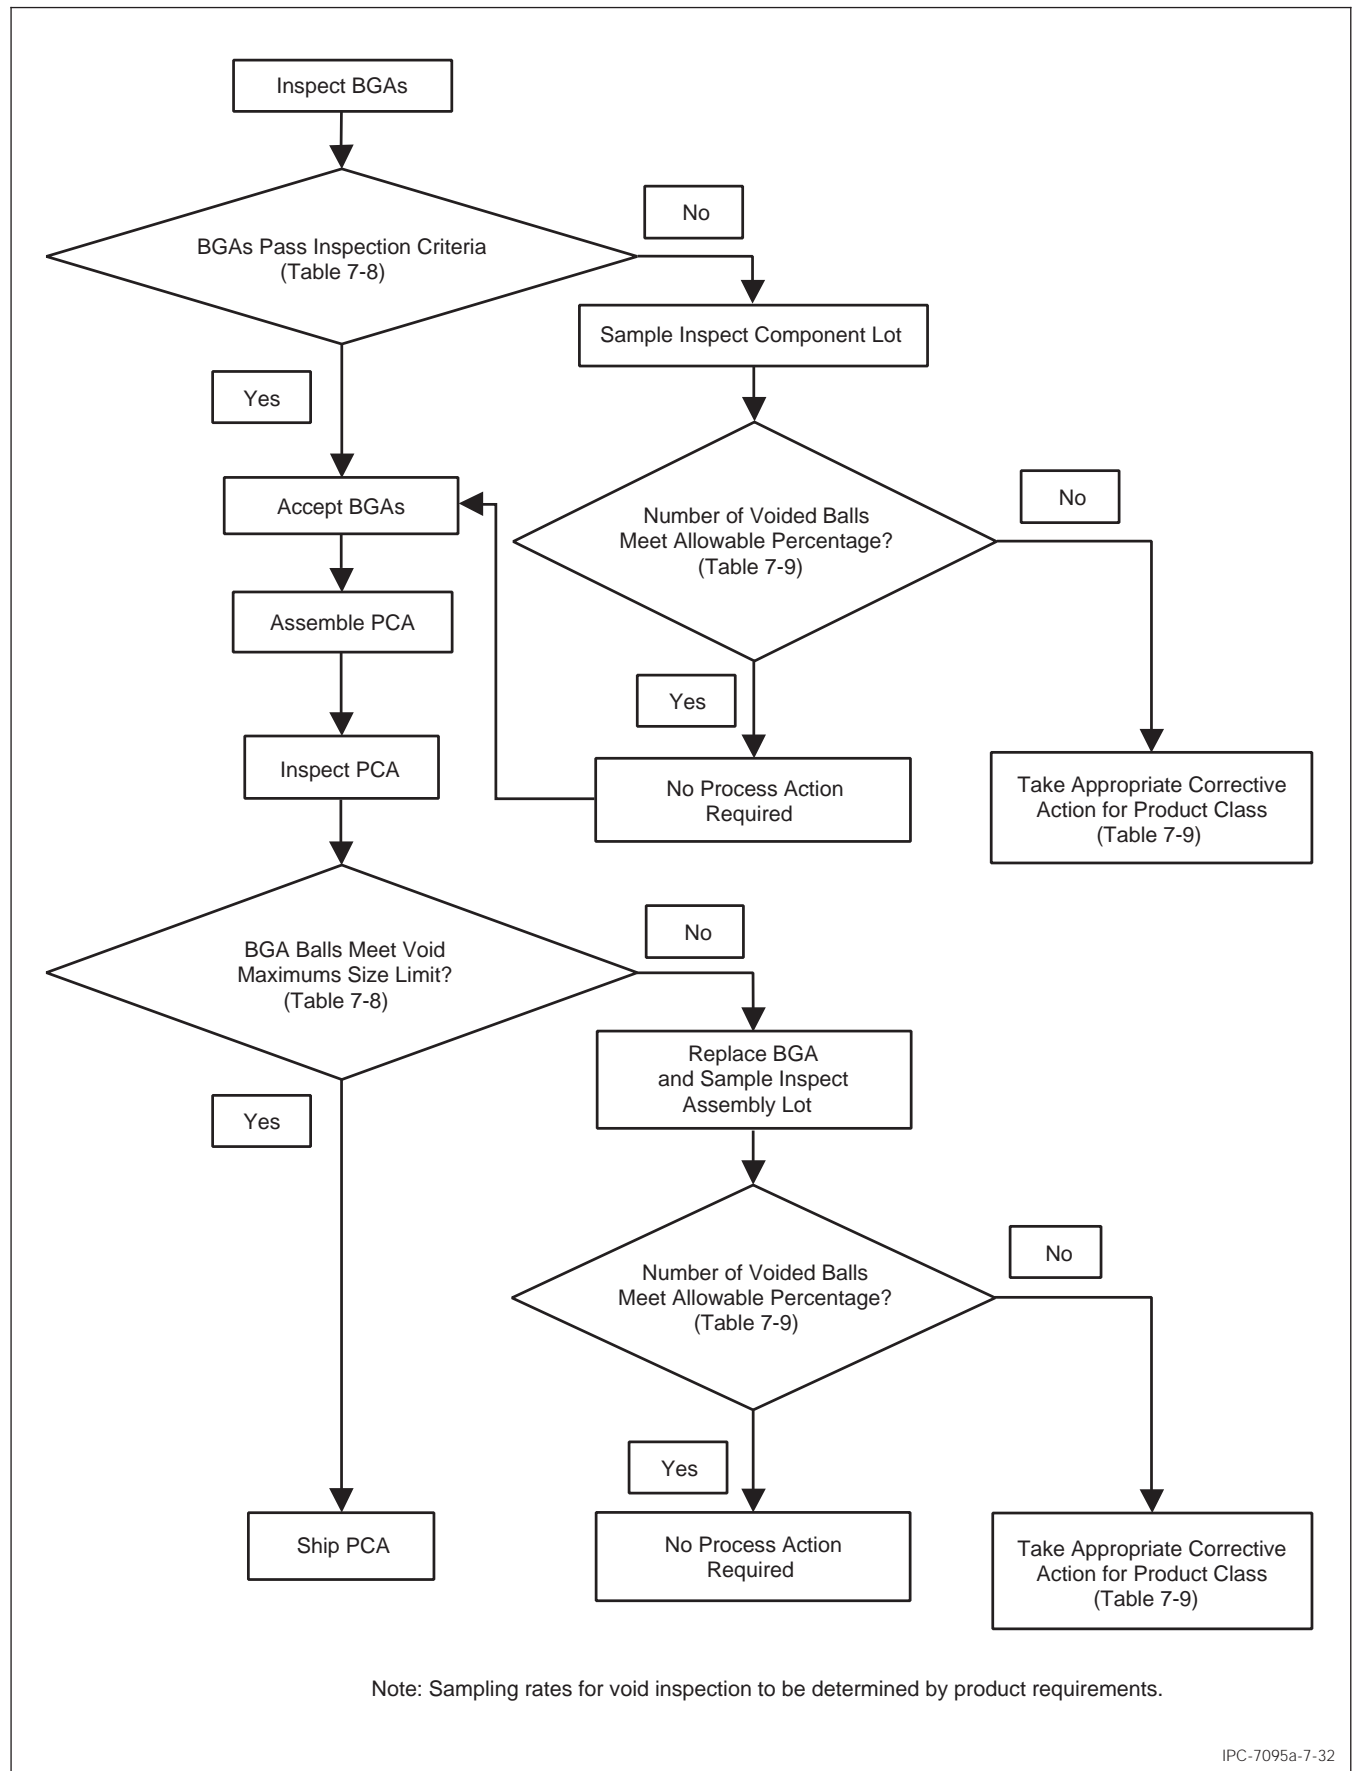 Inspect BGAs
BGAs Pass Inspection Criteria
(Table 7-8)
No
Sample Inspect Component Lot
Yes
Accept BGAs
Number of Voided Balls
Meet Allowable Percentage?
(Table 7-9)
No
Assemble PCA
Yes
Inspect PCA
No Process Action
Required
Take Appropriate Corrective
Action for Product Class
(Table 7-9)
BGA Balls Meet Void
Maximums Size Limit?
(Table 7-8)
No
Replace BGA
and Sample Inspect
Assembly Lot
Yes
Number of Voided Balls
Meet Allowable Percentage?
(Table 7-9)
No
Yes
Ship PCA
No Process Action
Required
Take Appropriate Corrective
Action for Product Class
(Table 7-9)
Note: Sampling rates for void inspection to be determined by product requirements.
IPC-7095a-7-32